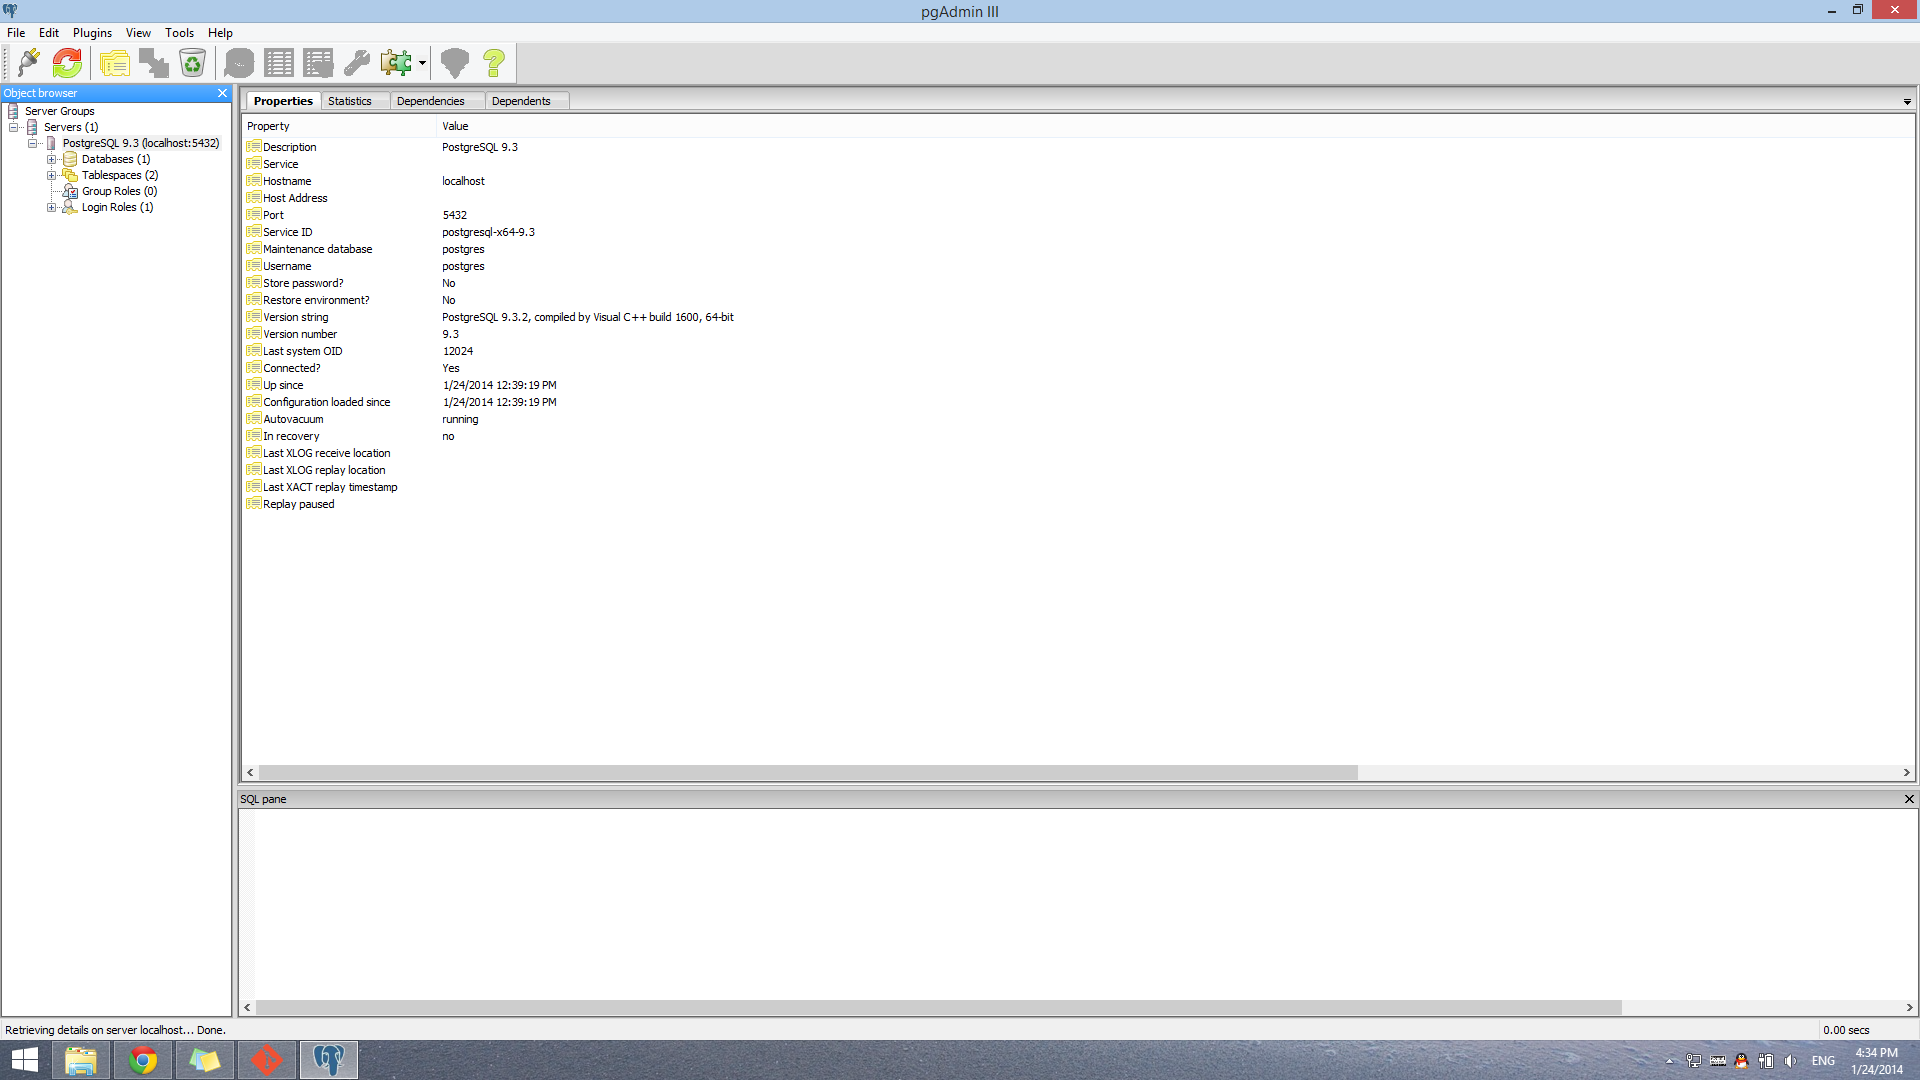 pgAdmin III
File Edit Plugins View Tools Help
Object browser
Server Groups
Servers (1)
PostgreSQL 9.3 (localhost:5432)
Databases (1)
Tablespaces (2)
Group Roles (0)
Login Roles (1)
Properties Statistics Dependencies Dependents
Property Value
Description PostgreSQL 9.3
Service
Hostname localhost
Host Address
Port 5432
Service ID postgresql-x64-9.3
Maintenance database postgres
Username postgres
Store password? No
Restore environment? No
Version string PostgreSQL 9.3.2, compiled by Visual C++ build 1600, 64-bit
Version number 9.3
Last system OID 12024
Connected? Yes
Up since 1/24/2014 12:39:19 PM
Configuration loaded since 1/24/2014 12:39:19 PM
Autovacuum running
In recovery no
Last XLOG receive location
Last XLOG replay location
Last XACT replay timestamp
Replay paused
SQL pane
Retrieving details on server localhost... Done.
0.00 secs
ENG
4:34 PM
1/24/2014